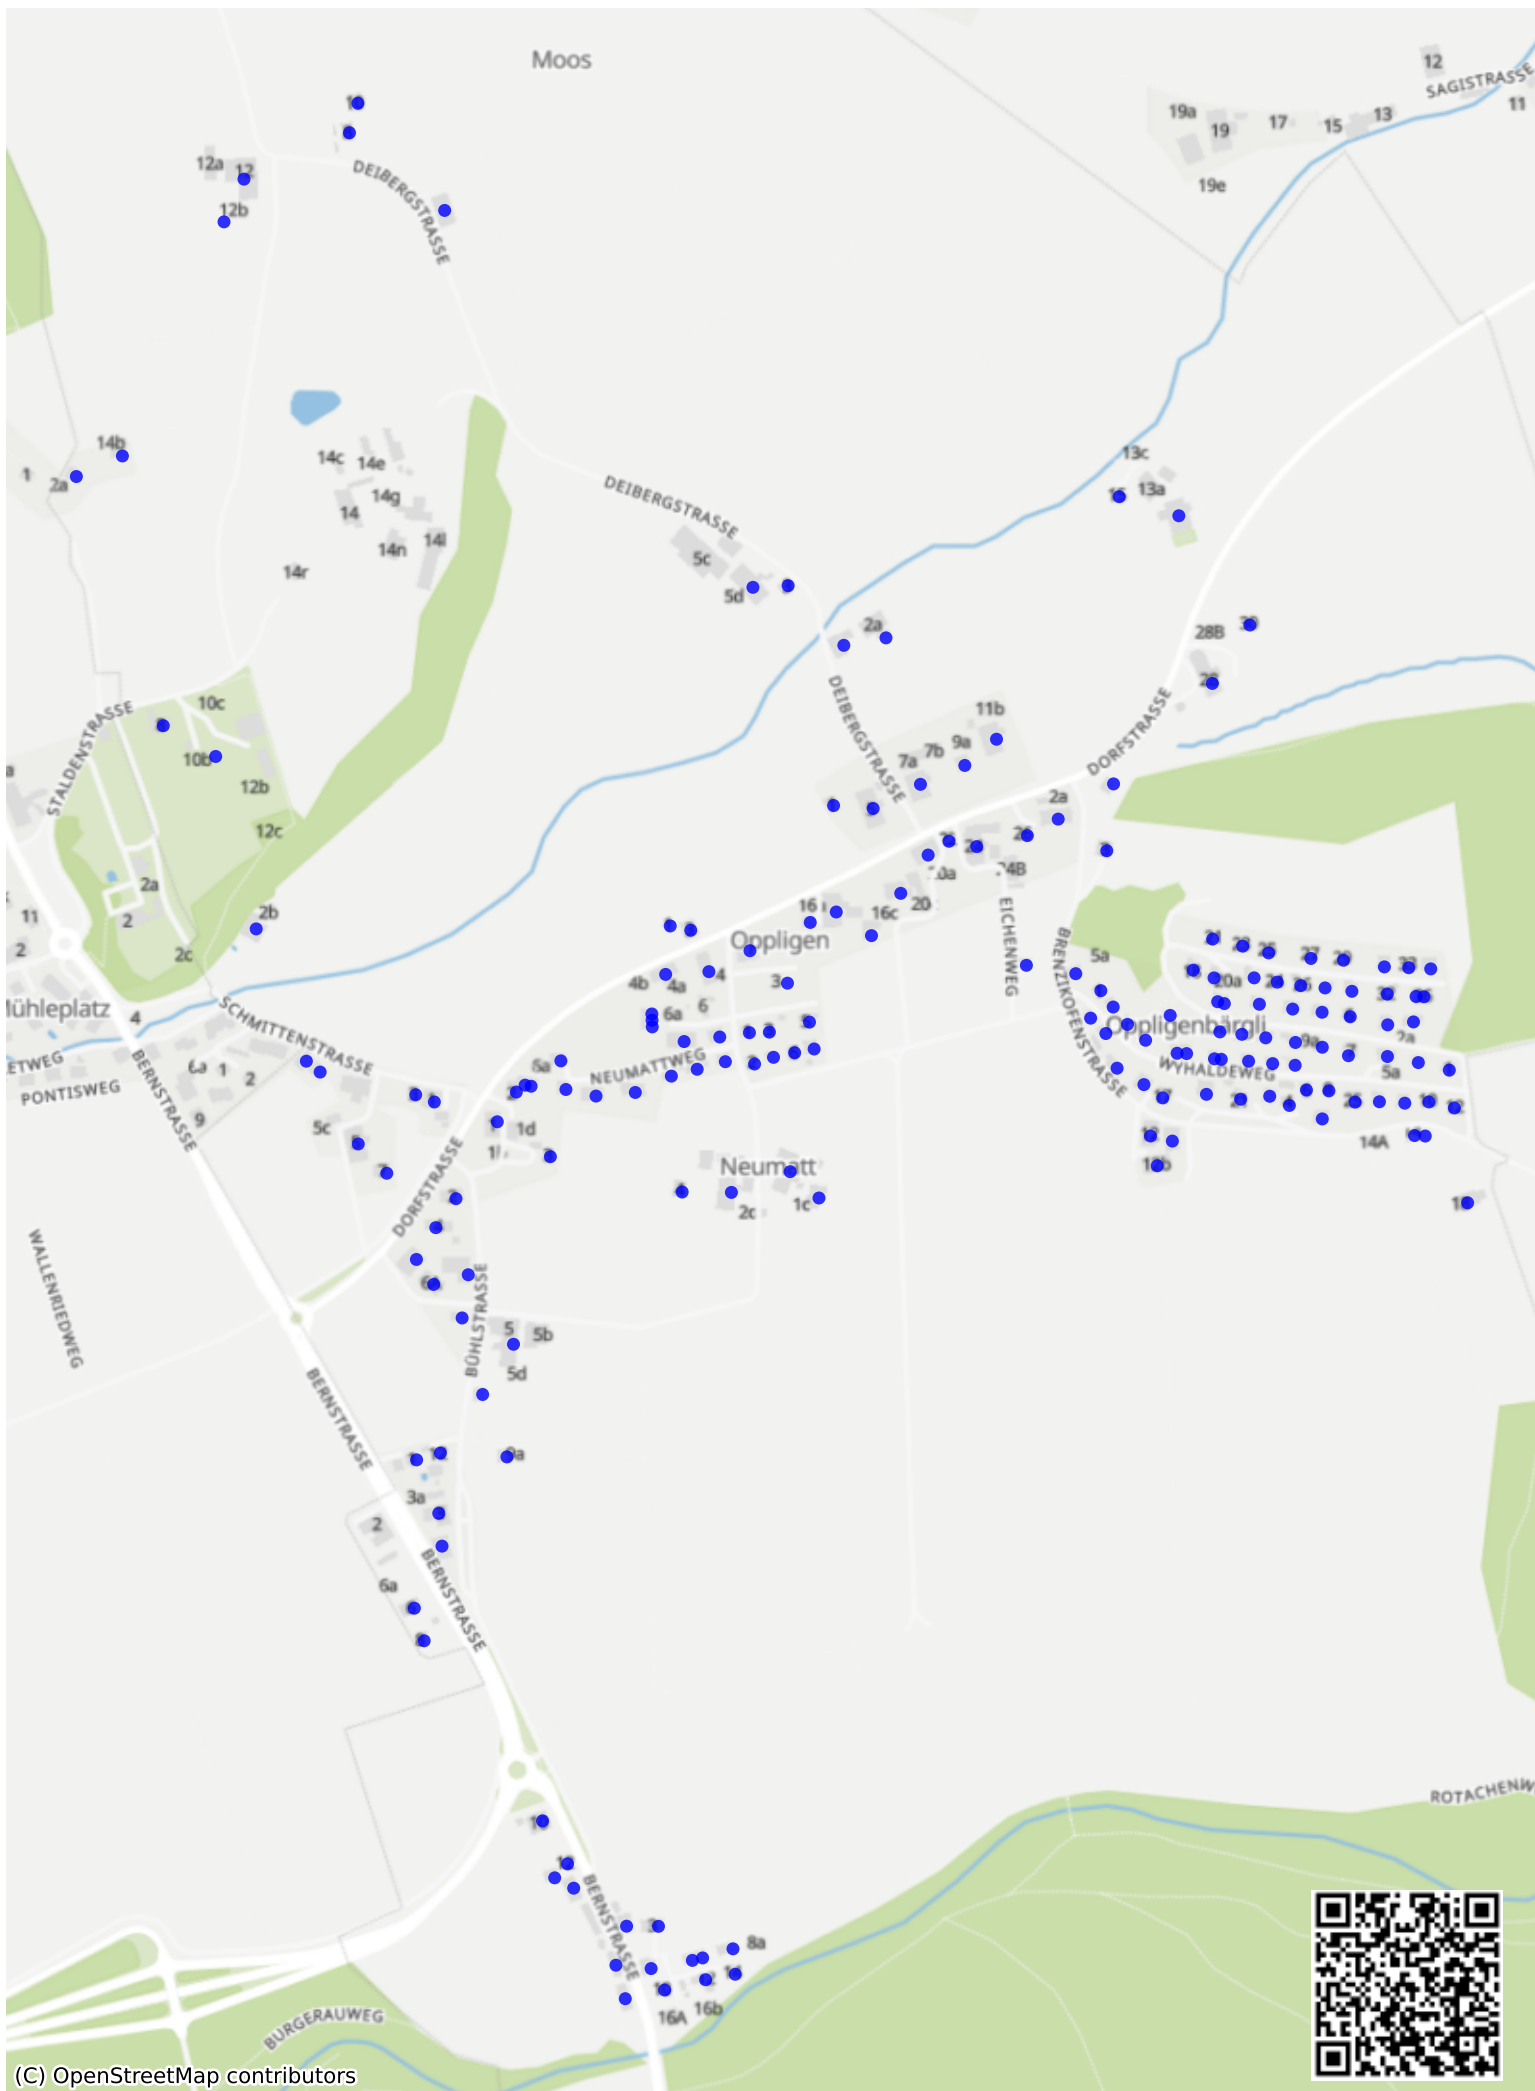 Moos
12
SAGISTRASSE
11
19a
19
17
15
13
19e
12a
12
12b
DEIBERGSTRASSE
14b
1
2a
14c
14e
14g
14
14n
14l
14r
DEIBERGSTRASSE
5c
5d
13c
13a
2a
28B
DEIBERGSTRASSE
10c
10b
12b
12c
STALDENSTRASSE
11b
9a
7b
7a
DORFSTRASSE
2a
24B
2a
2
2b
2c
11
2
16c
20
EICHENWEG
Oppligen
BRENZIKOFENSTRASSE
5a
4b
4a
4
3
6a
6
20a
Oppligenbärgli
9a
2a
5a
WYHALDEWEG
Mühleplatz
4
SCHMITTENSTRASSE
6a
1
2
9
PONTISWEG
BERNSTRASSE
NEUMATTWEG
6a
5c
1d
Neumatt
2c
1c
14A
DORFSTRASSE
WALLENRIEDWEG
BÜHLSTRASSE
5
5b
5d
BERNSTRASSE
9a
3a
2
6a
BERNSTRASSE
BERNSTRASSE
8a
16b
16A
ROTACHENW
BURGERAUWEG
(C) OpenStreetMap contributors